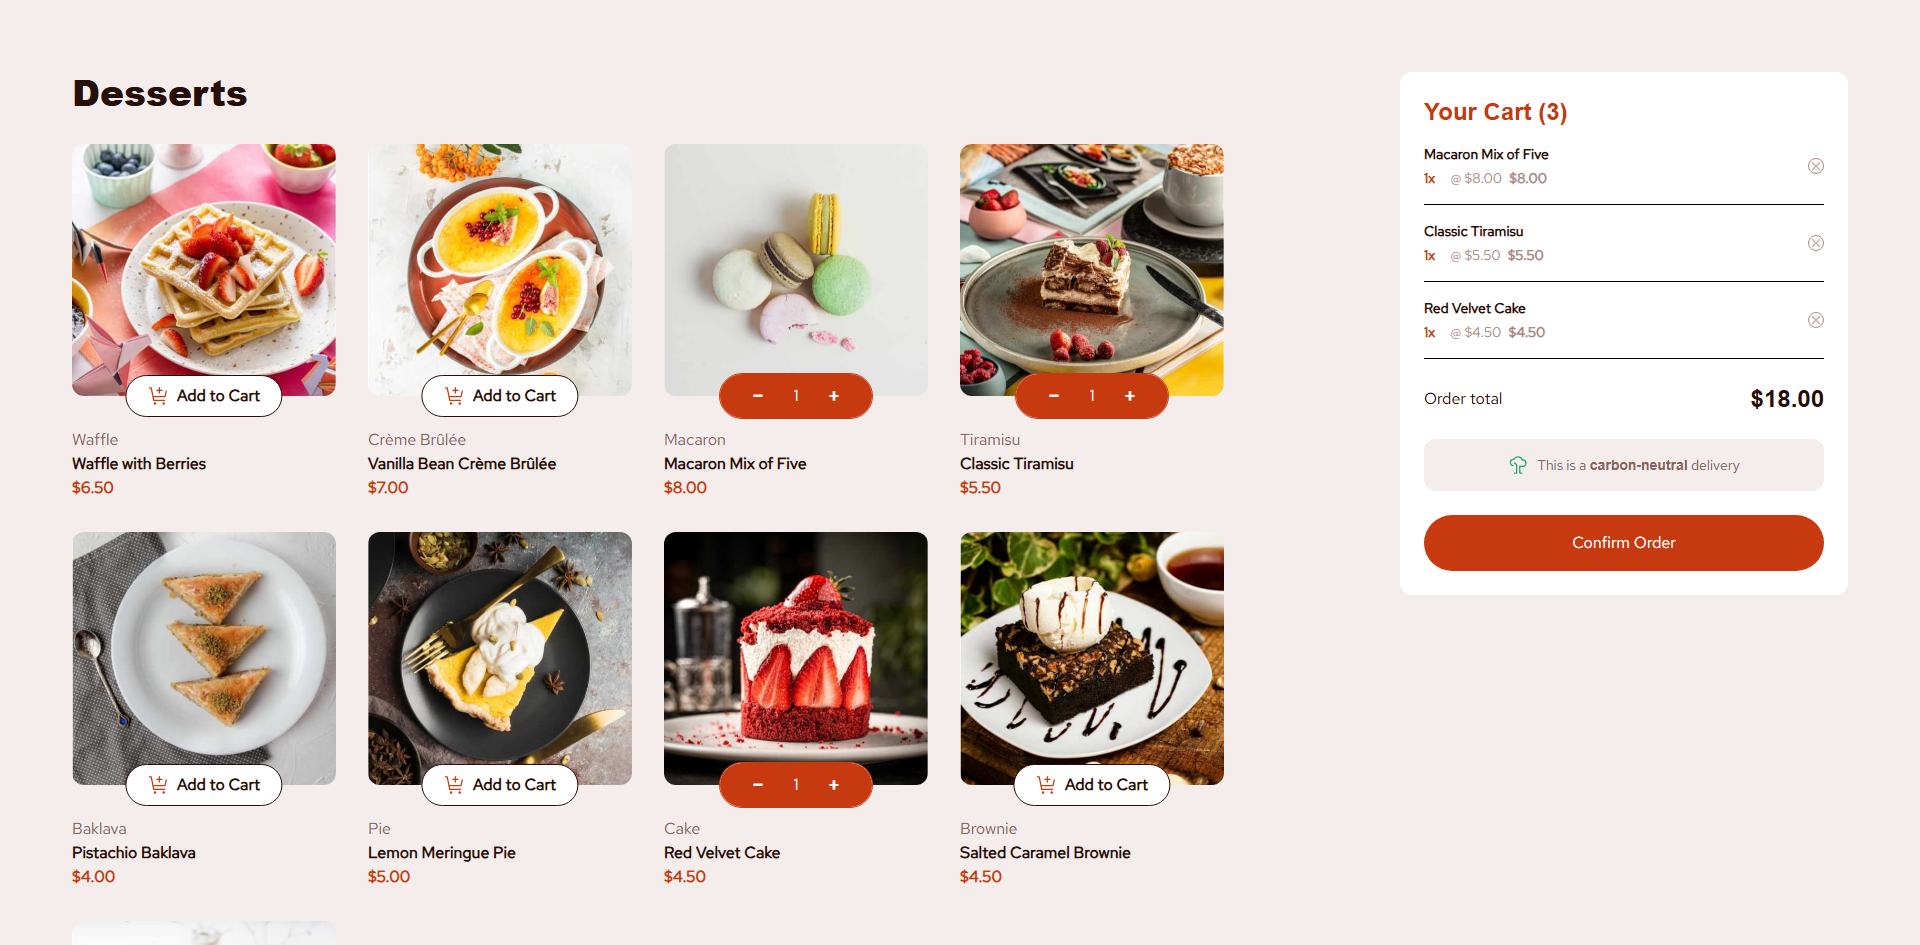 Desserts
Add to Cart
Waffle
Waffle with Berries
$6.50
Add to Cart
Crème Brûlée
Vanilla Bean Crème Brûlée
$7.00
1
Macaron
Macaron Mix of Five
$8.00
1
Tiramisu
Classic Tiramisu
$5.50
Add to Cart
Baklava
Pistachio Baklava
$4.00
Add to Cart
Pie
Lemon Meringue Pie
$5.00
1
Cake
Red Velvet Cake
$4.50
Add to Cart
Brownie
Salted Caramel Brownie
$4.50
Your Cart (3)
Macaron Mix of Five
1x @ $8.00 $8.00
Classic Tiramisu
1x @ $5.50 $5.50
Red Velvet Cake
1x @ $4.50 $4.50
Order total $18.00
This is a carbon-neutral delivery
Confirm Order